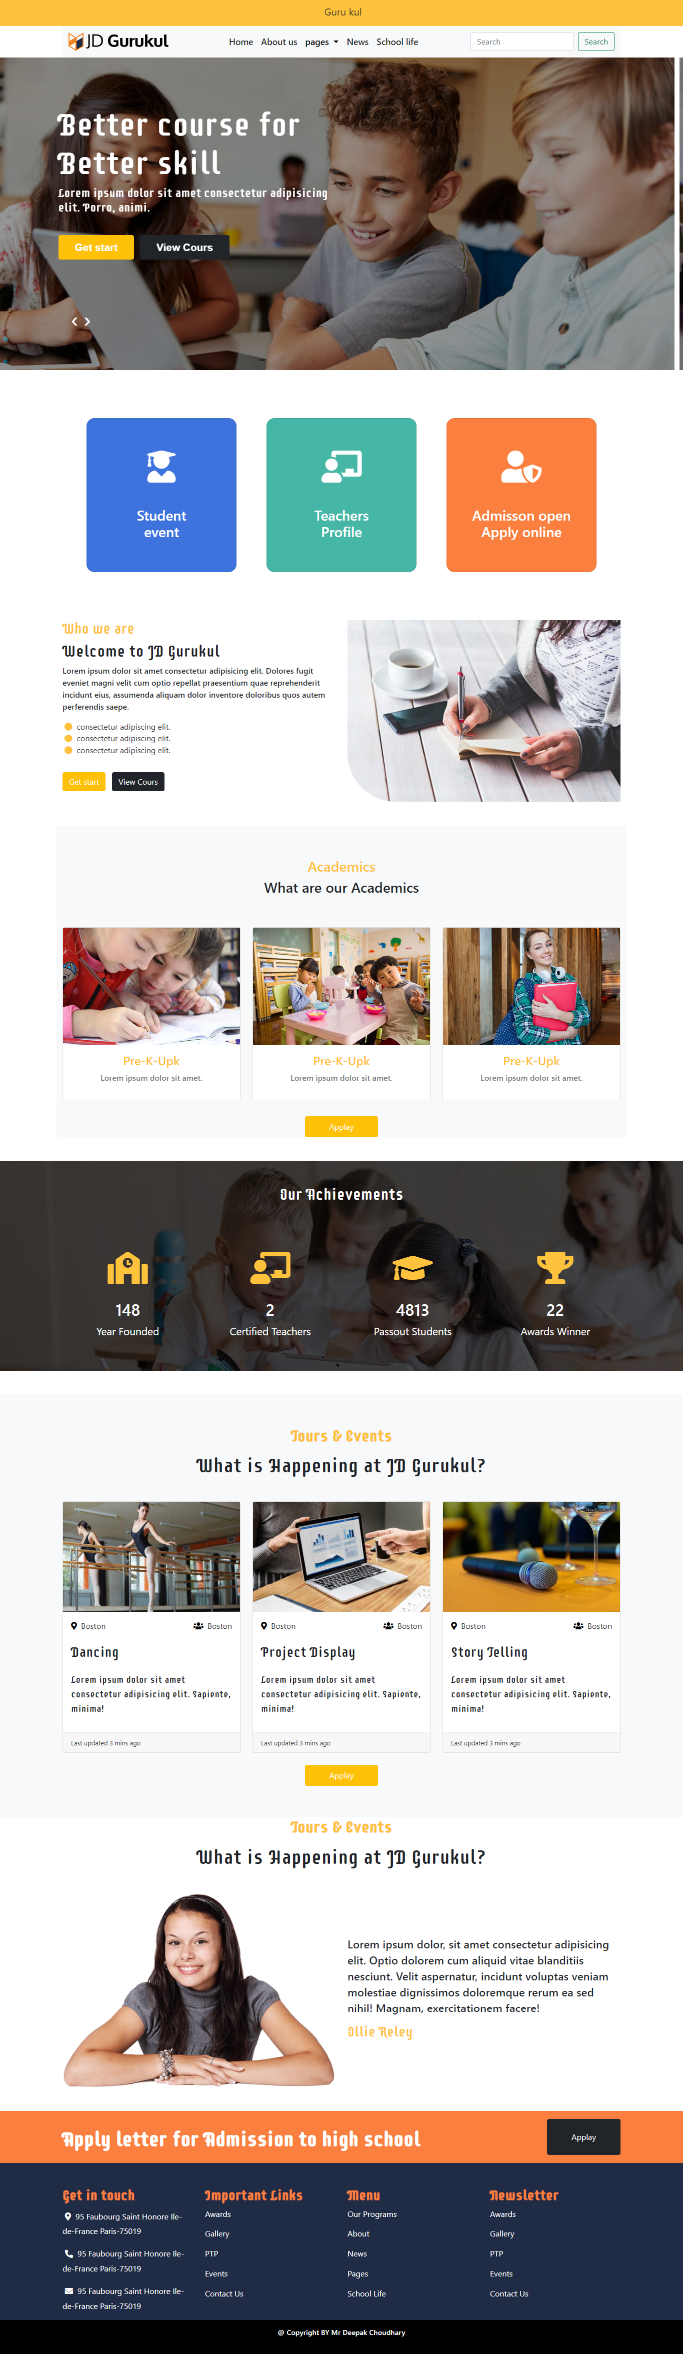 Guru kul
JD Gurukul
Home About us pages News School life
Search Search
Better course for
Better skill
Lorem ipsum dolor sit amet consectetur adipisicing
elit. Porro, animi.
Get start View Cours
Student
event
Teachers
Profile
Admisson open
Apply online
Who we are
Welcome to JD Gurukul
Lorem ipsum dolor sit amet consectetur adipisicing elit. Dolores fugit
eveniet magni velit cum optio repellat praesentium quae reprehenderit
incidunt eius, assumenda aliquam dolor inventore doloribus quos autem
perferendis saepe.
consectetur adipiscing elit.
consectetur adipiscing elit.
consectetur adipiscing elit.
Get start View Cours
Academics
What are our Academics
Pre-K-Upk
Lorem ipsum dolor sit amet.
Pre-K-Upk
Lorem ipsum dolor sit amet.
Pre-K-Upk
Lorem ipsum dolor sit amet.
Applay
Our Achievements
148
Year Founded
2
Certified Teachers
4813
Passout Students
22
Awards Winner
Tours & Events
What is Happening at JD Gurukul?
Boston Boston
Dancing
Lorem ipsum dolor sit amet
consectetur adipisicing elit. Sapiente,
minima!
Last updated 3 mins ago
Boston Boston
Project Display
Lorem ipsum dolor sit amet
consectetur adipisicing elit. Sapiente,
minima!
Last updated 3 mins ago
Boston Boston
Story Telling
Lorem ipsum dolor sit amet
consectetur adipisicing elit. Sapiente,
minima!
Last updated 3 mins ago
Applay
Tours & Events
What is Happening at JD Gurukul?
Lorem ipsum dolor, sit amet consectetur adipisicing
elit. Optio dolorem cum aliquid vitae blanditiis
nesciunt. Velit aspernatur, incidunt voluptas veniam
molestiae dignissimos doloremque rerum ea sed
nihil! Magnam, exercitationem facere!
Ollie Reley
Apply letter for Admission to high school
Applay
Get in touch
95 Faubourg Saint Honore Ile-
de-France Paris-75019
95 Faubourg Saint Honore Ile-
de-France Paris-75019
95 Faubourg Saint Honore Ile-
de-France Paris-75019
Important Links
Awards
Gallery
PTP
Events
Contact Us
Menu
Our Programs
About
News
Pages
School Life
Newsletter
Awards
Gallery
PTP
Events
Contact Us
@ Copyright BY Mr Deepak Choudhary